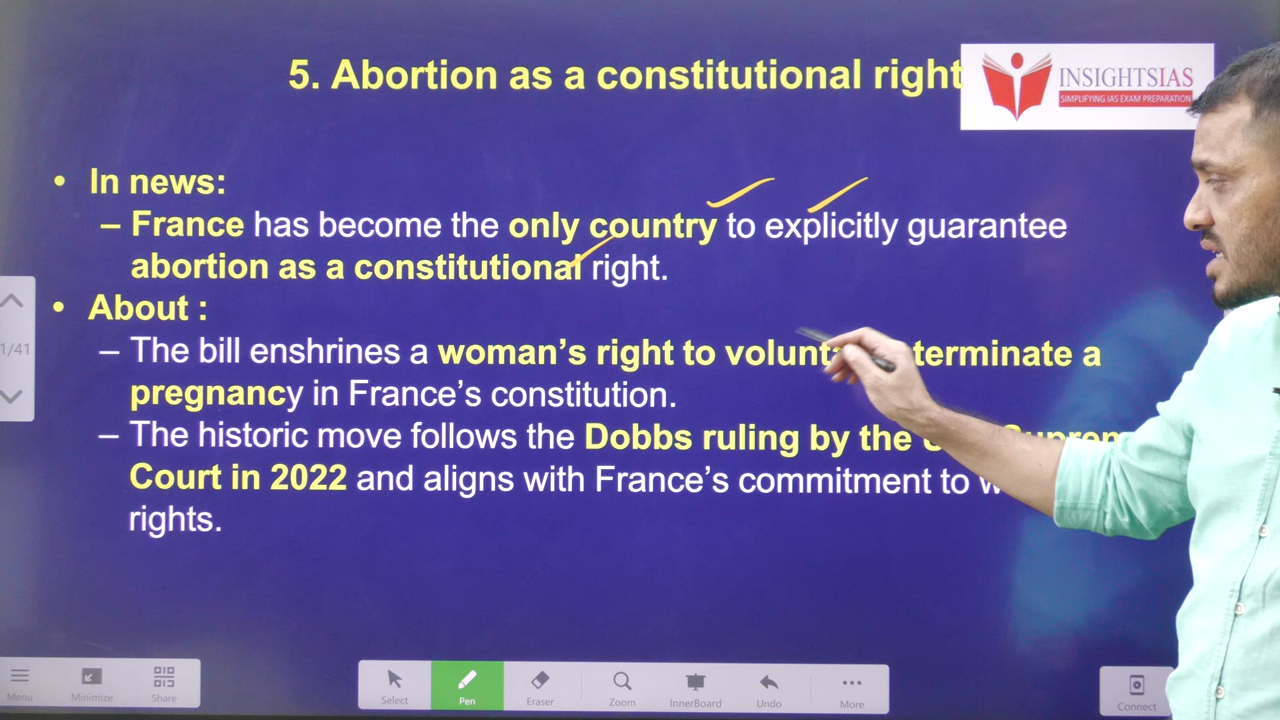 5. Abortion as a constitutional right
INSIGHTSIAS
SIMPLIFYING IAS EXAM PREPARATION
• In news:
– France has become the only country to explicitly guarantee
abortion as a constitutional right.
• About :
– The bill enshrines a woman's right to terminate a
pregnancy in France's constitution.
– The historic move follows the Dobbs ruling by the
Court in 2022 and aligns with France's commitment to
rights.
1/41
Menu Minimize Share Select Pen Eraser Zoom InnerBoard Undo More Connect